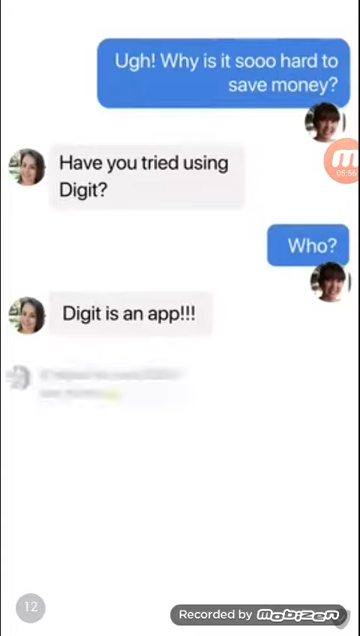 Ugh! Why is it sooo hard to
save money?
Have you tried using
Digit?
05:56
Who?
Digit is an app!!!
12
Recorded by mobizen